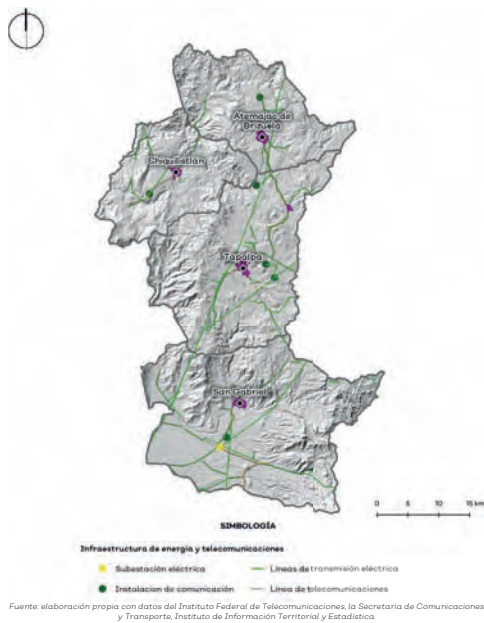 Atemajac de
Brizuela
Chiquilistlán
Tapalpa
San Gabriel
0 5 10 15 km
SIMBOLOGÍA
Infraestructura de energía y telecomunicaciones
Subestación eléctrica
Líneas de transmisión eléctrica
Instalacion de comunicación
Línea de telecomunicaciones
Fuente: elaboración propia con datos del Instituto Federal de Telecomunicaciones, la Secretaria de Comunicaciones
y Transporte, Instituto de Información Territorial y Estadística.